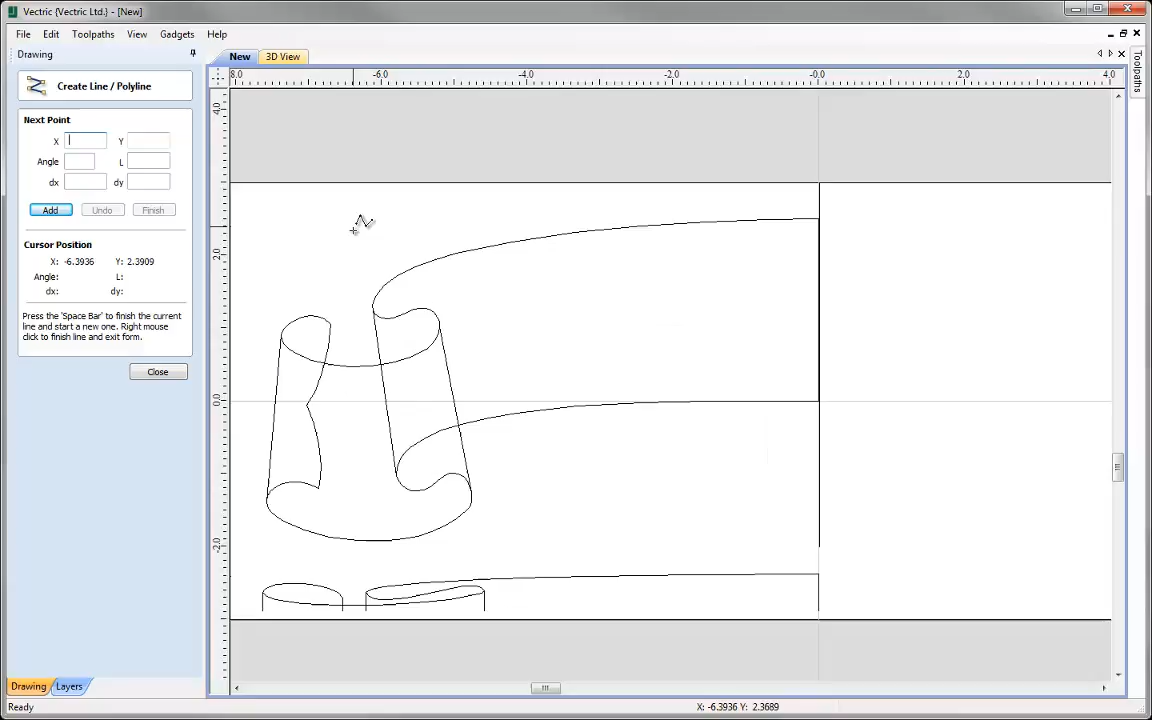 Vectric {Vectric Ltd.} - [New]
File Edit Toolpaths View Gadgets Help
Drawing
New 3D View
8.0 -6.0 -4.0 -2.0 -0.0 2.0 4.0
Create Line / Polyline
4.0
Next Point
X Y
Angle L
dx dy
Add Undo Finish
2.0
Cursor Position
X: -6.3936 Y: 2.3909
Angle: L:
dx: dy:
Press the 'Space Bar' to finish the current
line and start a new one. Right mouse
click to finish line and exit form.
Close
0.0
-2.0
Toolpaths
Drawing Layers
Ready X: -6.3936 Y: 2.3689